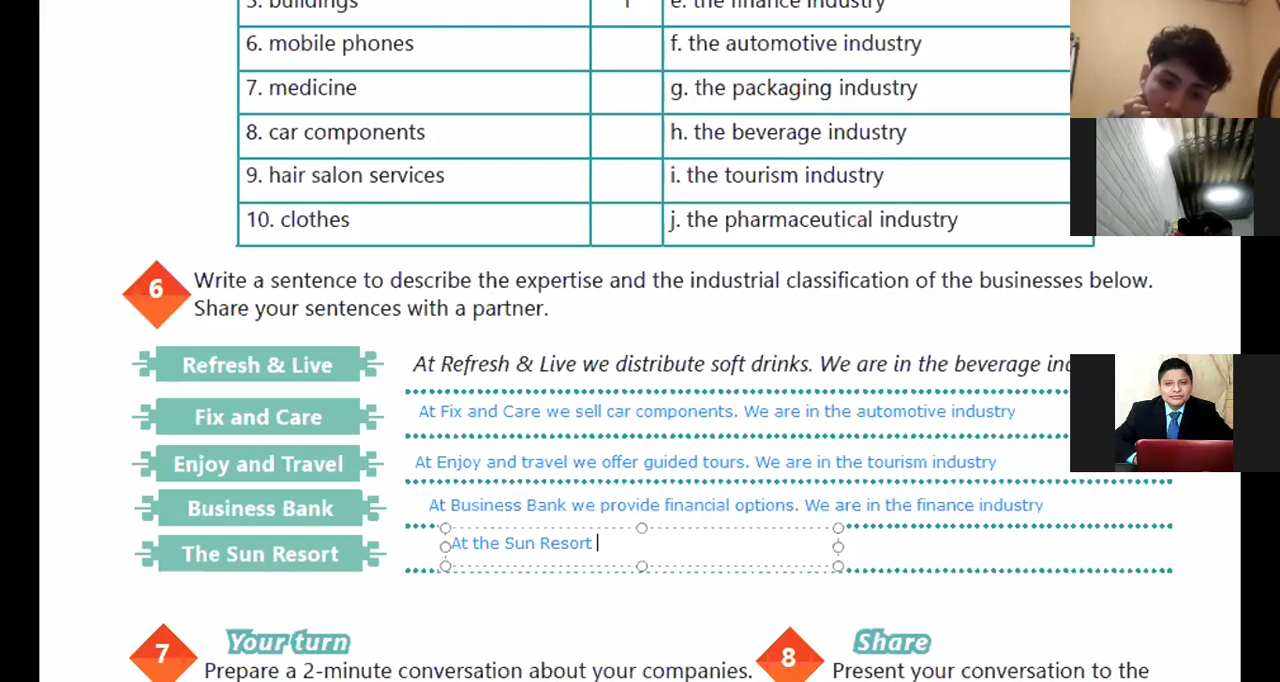 5. buildings
e. the finance industry
6. mobile phones
f. the automotive industry
7. medicine
g. the packaging industry
8. car components
h. the beverage industry
9. hair salon services
i. the tourism industry
10. clothes
j. the pharmaceutical industry
6
Write a sentence to describe the expertise and the industrial classification of the businesses below.
Share your sentences with a partner.
Refresh & Live
At Refresh & Live we distribute soft drinks. We are in the beverage
Fix and Care
At Fix and Care we sell car components. We are in the automotive industry
Enjoy and Travel
At Enjoy and travel we offer guided tours. We are in the tourism industry
Business Bank
At Business Bank we provide financial options. We are in the finance industry
The Sun Resort
At the Sun Resort
7
Your turn
Prepare a 2-minute conversation about your companies.
8
Share
Present your conversation to the